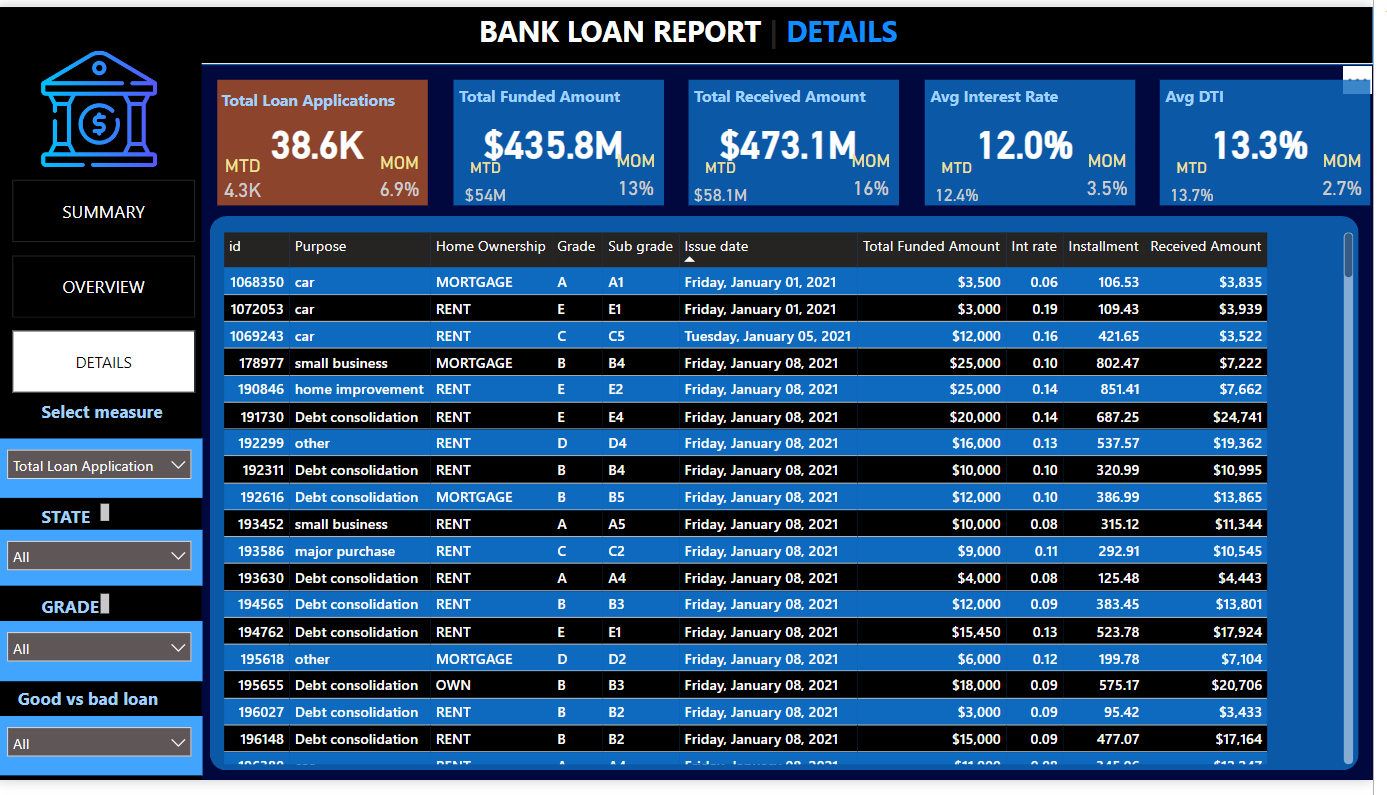 BANK LOAN REPORT | DETAILS
Total Loan Applications
38.6K
MTD MOM
4.3K 6.9%
Total Funded Amount
$435.8M
MTD MOM
$54M 13%
Total Received Amount
$473.1M
MTD MOM
$58.1M 16%
Avg Interest Rate
12.0%
MTD MOM
12.4% 3.5%
Avg DTI
13.3%
MTD MOM
13.7% 2.7%
$
SUMMARY
OVERVIEW
DETAILS
Select measure
Total Loan Application
STATE
All
GRADE
All
Good vs bad loan
All
id Purpose Home Ownership Grade Sub grade Issue date Total Funded Amount Int rate Installment Received Amount
1068350 car MORTGAGE A A1 Friday, January 01, 2021 $3,500 0.06 106.53 $3,835
1072053 car RENT E E1 Friday, January 01, 2021 $3,000 0.19 109.43 $3,939
1069243 car RENT C C5 Tuesday, January 05, 2021 $12,000 0.16 421.65 $3,522
178977 small business MORTGAGE B B4 Friday, January 08, 2021 $25,000 0.10 802.47 $7,222
190846 home improvement RENT E E2 Friday, January 08, 2021 $25,000 0.14 851.41 $7,662
191730 Debt consolidation RENT E E4 Friday, January 08, 2021 $20,000 0.14 687.25 $24,741
192299 other RENT D D4 Friday, January 08, 2021 $16,000 0.13 537.57 $19,362
192311 Debt consolidation RENT B B4 Friday, January 08, 2021 $10,000 0.10 320.99 $10,995
192616 Debt consolidation MORTGAGE B B5 Friday, January 08, 2021 $12,000 0.10 386.99 $13,865
193452 small business RENT A A5 Friday, January 08, 2021 $10,000 0.08 315.12 $11,344
193586 major purchase RENT C C2 Friday, January 08, 2021 $9,000 0.11 292.91 $10,545
193630 Debt consolidation RENT A A4 Friday, January 08, 2021 $4,000 0.08 125.48 $4,443
194565 Debt consolidation RENT B B3 Friday, January 08, 2021 $12,000 0.09 383.45 $13,801
194762 Debt consolidation RENT E E1 Friday, January 08, 2021 $15,450 0.13 523.78 $17,924
195618 other MORTGAGE D D2 Friday, January 08, 2021 $6,000 0.12 199.78 $7,104
195655 Debt consolidation OWN B B3 Friday, January 08, 2021 $18,000 0.09 575.17 $20,706
196027 Debt consolidation RENT B B2 Friday, January 08, 2021 $3,000 0.09 95.42 $3,433
196148 Debt consolidation RENT B B2 Friday, January 08, 2021 $15,000 0.09 477.07 $17,164